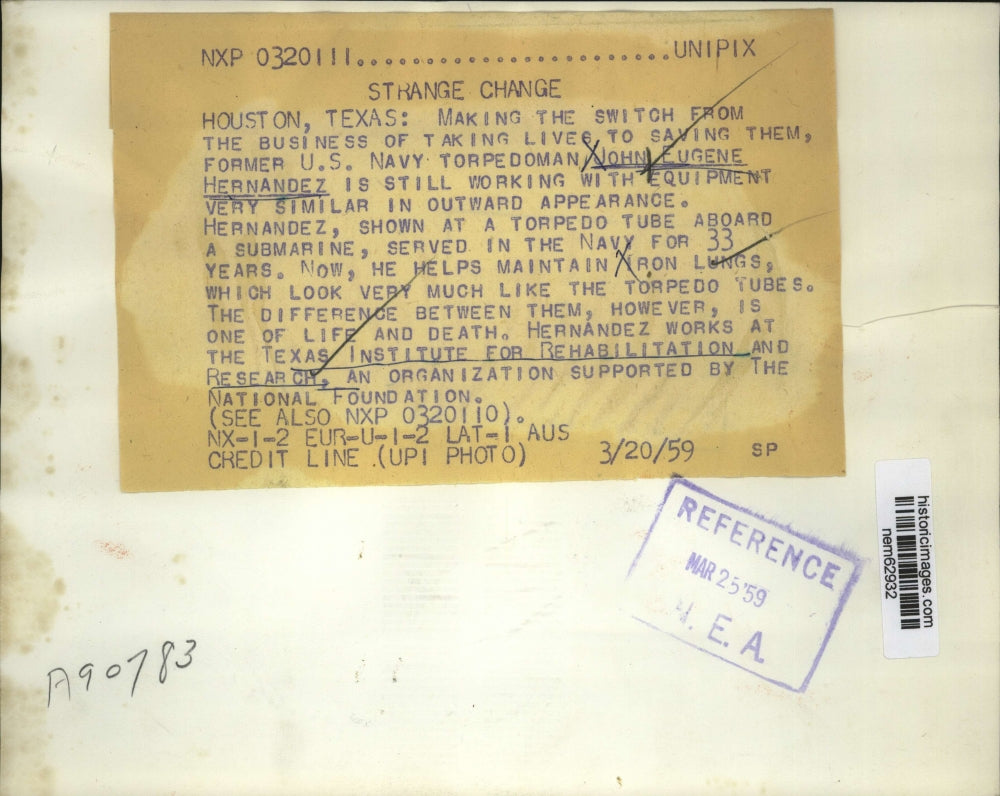 NXP 0320111.......................UNIPIX
STRANGE CHANGE
HOUSTON, TEXAS: MAKING THE SWITCH FROM
THE BUSINESS OF TAKING LIVES TO SAVING THEM,
FORMER U.S. NAVY TORPEDOMAN JOHN EUGENE
HERNANDEZ IS STILL WORKING WITH EQUIPMENT
VERY SIMILAR IN OUTWARD APPEARANCE.
HERNANDEZ, SHOWN AT A TORPEDO TUBE ABOARD
A SUBMARINE, SERVED IN THE NAVY FOR 33
YEARS. NOW, HE HELPS MAINTAIN IRON LUNGS,
WHICH LOOK VERY MUCH LIKE THE TORPEDO TUBES.
THE DIFFERENCE BETWEEN THEM, HOWEVER, IS
ONE OF LIFE AND DEATH. HERNANDEZ WORKS AT
THE TEXAS INSTITUTE FOR REHABILITATION AND
RESEARCH, AN ORGANIZATION SUPPORTED BY THE
NATIONAL FOUNDATION.
(SEE ALSO NXP 0320110).
NX-1-2 EUR-U-1-2 LAT-1 AUS
CREDIT LINE (UPI PHOTO) 3/20/59 SP
REFERENCE
MAR 25 '59
N. E. A.
historicimages.com
nem62932
A90783